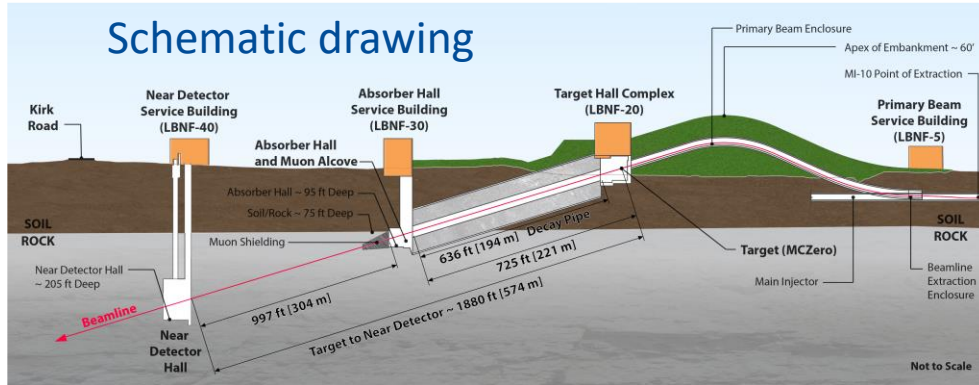 Schematic drawing
Primary Beam Enclosure
Apex of Embankment ~ 60'
MI-10 Point of Extraction
Kirk
Road
Near Detector
Service Building
(LBNF-40)
Absorber Hall
Service Building
(LBNF-30)
Target Hall Complex
(LBNF-20)
Primary Beam
Service Building
(LBNF-5)
Absorber Hall
and Muon Alcove
Absorber Hall ~ 95 ft Deep
Soil/Rock ~ 75 ft Deep
Muon Shielding
SOIL
ROCK
SOIL
ROCK
636 ft [194 m] Decay Pipe
725 ft [221 m]
Target (MCZero)
Main Injector
Beamline
Extraction
Enclosure
Near Detector Hall
~ 205 ft Deep
997 ft [304 m]
Target to Near Detector ~ 1880 ft [574 m]
Beamline
Near
Detector
Hall
Not to Scale